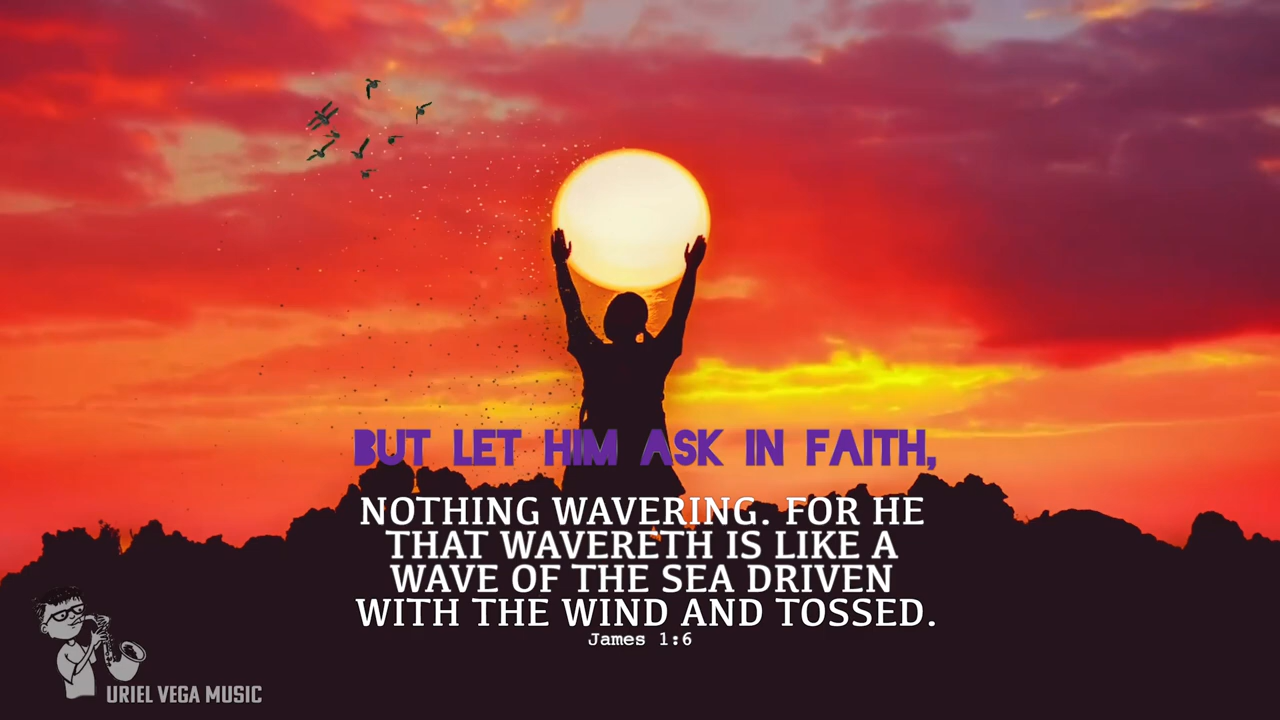 BUT LET HIM ASK IN FAITH,
NOTHING WAVERING. FOR HE
THAT WAVERETH IS LIKE A
WAVE OF THE SEA DRIVEN
WITH THE WIND AND TOSSED.
James 1:6
URIEL VEGA MUSIC